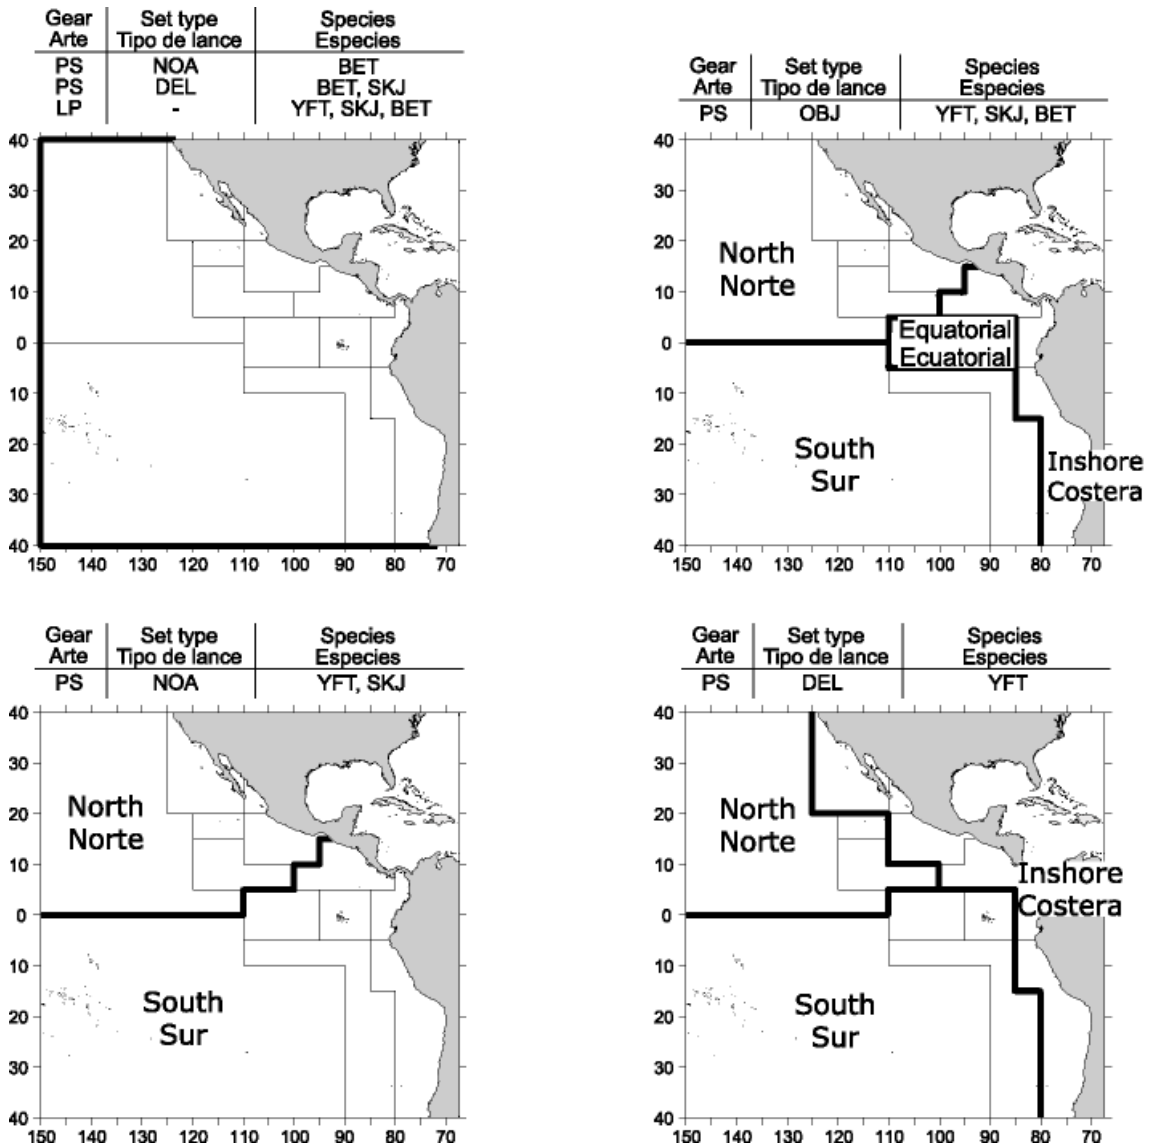 Gear Set type Species
Arte Tipo de lance Especies
PS NOA BET
PS DEL BET, SKJ
LP - YFT, SKJ, BET
40
30
20
10
0
10
20
30
40
150 140 130 120 110 100 90 80 70
Gear Set type Species
Arte Tipo de lance Especies
PS OBJ YFT, SKJ, BET
40
30
20
10
0
10
20
30
40
North
Norte
Equatorial
Ecuatorial
South
Sur
Inshore
Costera
150 140 130 120 110 100 90 80 70
Gear Set type Species
Arte Tipo de lance Especies
PS NOA YFT, SKJ
40
30
20
10
0
10
20
30
40
North
Norte
South
Sur
150 140 130 120 110 100 90 80 70
Gear Set type Species
Arte Tipo de lance Especies
PS DEL YFT
40
30
20
10
0
10
20
30
40
North
Norte
Inshore
Costera
South
Sur
150 140 130 120 110 100 90 80 70